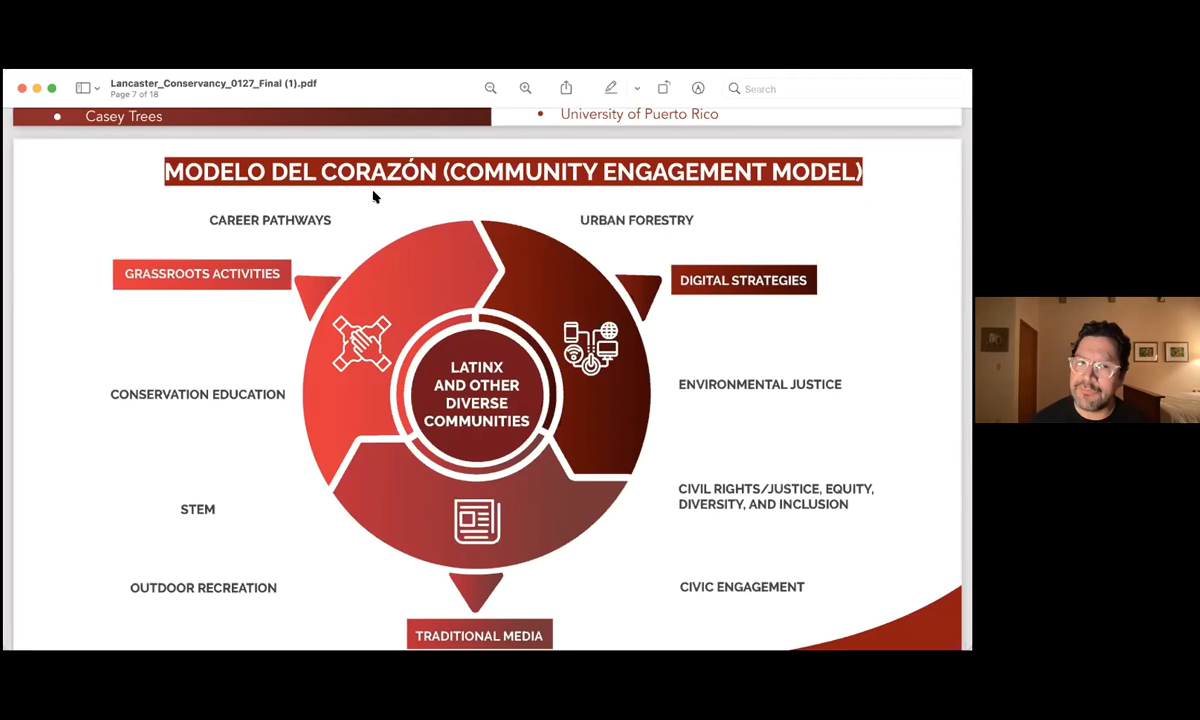 Lancaster_Conservancy_0127_Final (1).pdf
Page 7 of 18
Search
• Casey Trees
• University of Puerto Rico
MODELO DEL CORAZÓN (COMMUNITY ENGAGEMENT MODEL)
CAREER PATHWAYS
URBAN FORESTRY
GRASSROOTS ACTIVITIES
DIGITAL STRATEGIES
LATINX
AND OTHER
DIVERSE
COMMUNITIES
CONSERVATION EDUCATION
ENVIRONMENTAL JUSTICE
STEM
CIVIL RIGHTS/JUSTICE, EQUITY,
DIVERSITY, AND INCLUSION
OUTDOOR RECREATION
CIVIC ENGAGEMENT
TRADITIONAL MEDIA